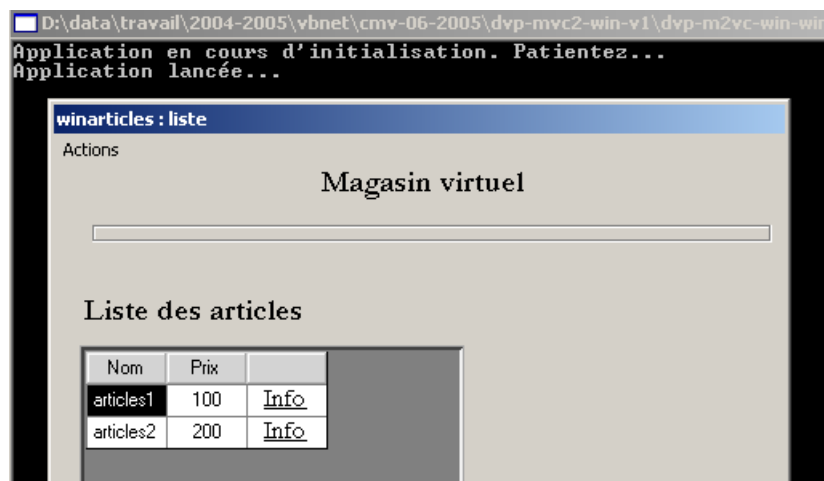 D:\data\travail\2004-2005\vbnet\cmv-06-2005\dvp-mvc2-win-v1\dvp-m2vc-win-win
Application en cours d'initialisation. Patientez...
Application lancée...
winarticles : liste
Actions
Magasin virtuel
Liste des articles
Nom Prix
articles1 100 Info
articles2 200 Info